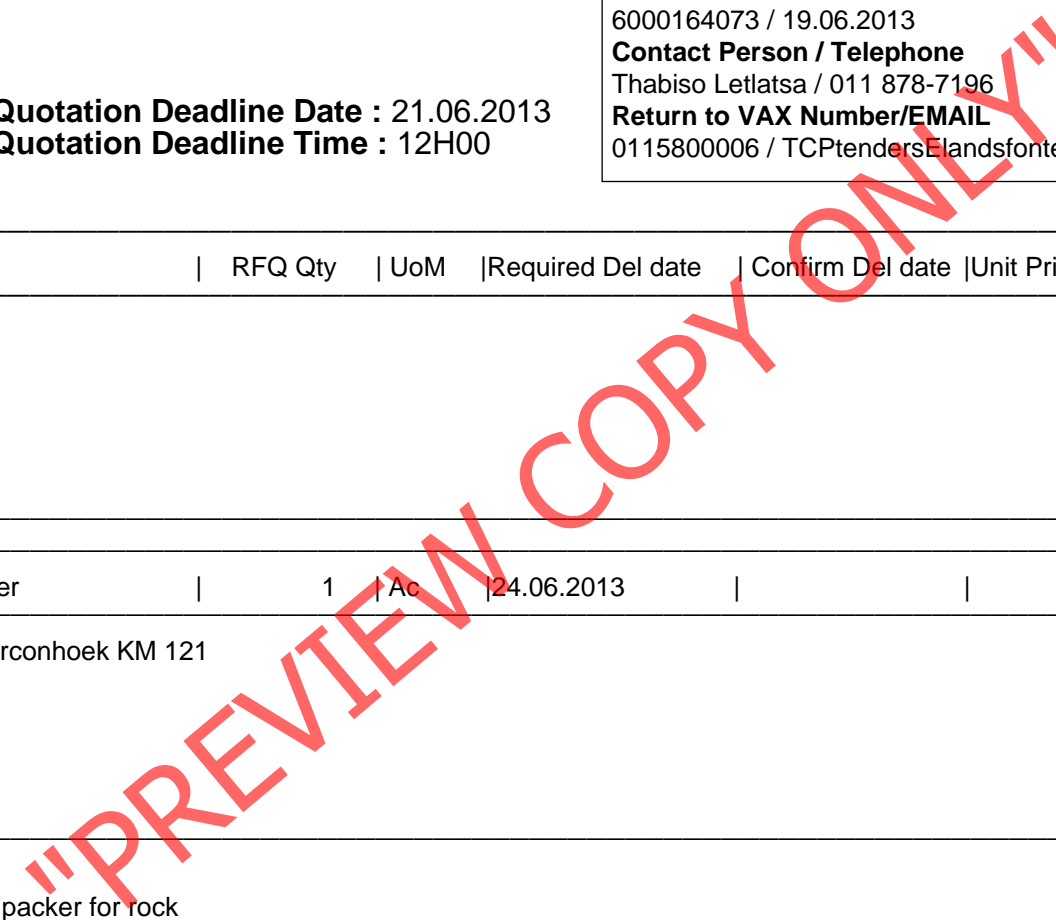 6000164073 / 19.06.2013
Contact Person / Telephone
Thabiso Letlatsa / 011 878-7196
Quotation Deadline Date : 21.06.2013
Return to VAX Number/EMAIL
Quotation Deadline Time : 12H00
0115800006 / TCPtendersElandsfonte
| RFQ Qty | UoM |Required Del date | Confirm Del date |Unit Pri
er | 1 | Ac |24.06.2013 | |
rconhoek KM 121
packer for rock
"PREVIEW COPY ONLY"